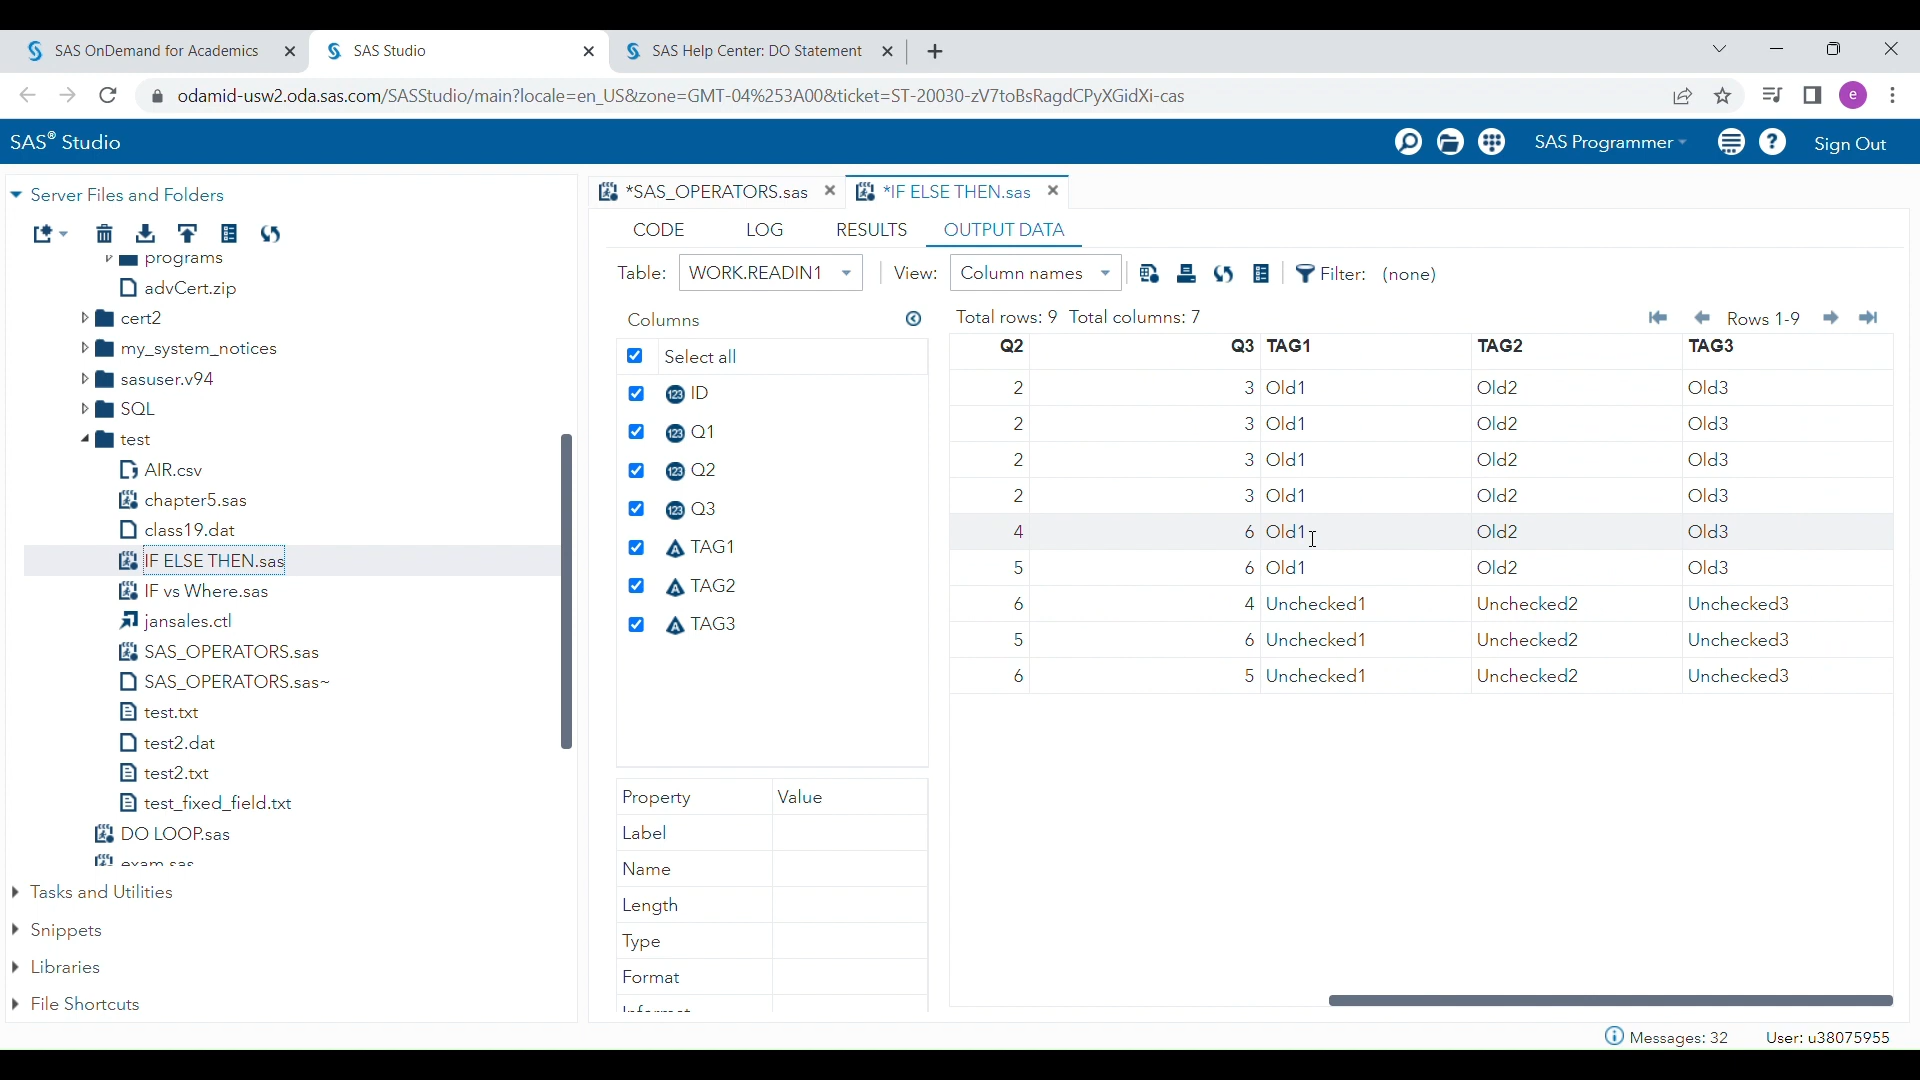 SAS OnDemand for Academics
SAS Studio
SAS Help Center: DO Statement
odamid-usw2.oda.sas.com/SASStudio/main?locale=en_US&zone=GMT-04%253A00&ticket=ST-20030-zV7toBsRagdCPyXGidXi-cas
e
SAS® Studio
SAS Programmer
?
Sign Out
Server Files and Folders
programs
advCert.zip
cert2
my_system_notices
sasuser.v94
SQL
test
AIR.csv
chapter5.sas
class19.dat
IF ELSE THEN.sas
IF vs Where.sas
jansales.ctl
SAS_OPERATORS.sas
SAS_OPERATORS.sas~
test.txt
test2.dat
test2.txt
test_fixed_field.txt
DO LOOP.sas
exam.sas
Tasks and Utilities
Snippets
Libraries
File Shortcuts
*SAS_OPERATORS.sas
*IF ELSE THEN.sas
CODE LOG RESULTS OUTPUT DATA
Table: WORK.READIN1 View: Column names Filter: (none)
Columns
Select all
123 ID
123 Q1
123 Q2
123 Q3
A TAG1
A TAG2
A TAG3
Property Value
Label
Name
Length
Type
Format
Informat
Total rows: 9 Total columns: 7
Rows 1-9
Q2 Q3 TAG1 TAG2 TAG3
2 3 Old1 Old2 Old3
2 3 Old1 Old2 Old3
2 3 Old1 Old2 Old3
2 3 Old1 Old2 Old3
4 6 Old1 Old2 Old3
5 6 Old1 Old2 Old3
6 4 Unchecked1 Unchecked2 Unchecked3
5 6 Unchecked1 Unchecked2 Unchecked3
6 5 Unchecked1 Unchecked2 Unchecked3
Messages: 32 User: u38075955